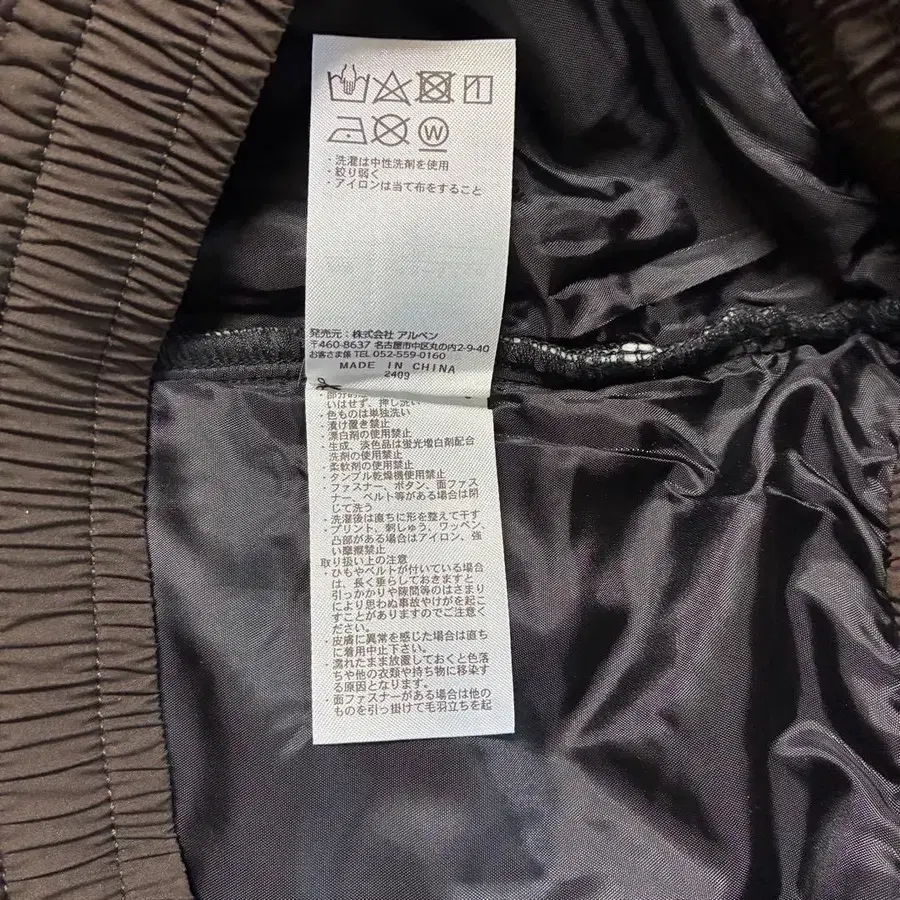 W
・洗濯は中性洗剤を使用
・絞り弱く
・アイロンは当て布をすること
発売元：株式会社 アルペン
〒460-8637 名古屋市中区丸の内2-9-40
お客さま係 TEL 052-559-0160
MADE IN CHINA
2409
・部分的
いはせず、押し洗い
・色ものは単独洗い
・漬け置き禁止
・漂白剤の使用禁止
・生成、淡色品は蛍光増白剤配合
洗剤の使用禁止
・柔軟剤の使用禁止
・タンブル乾燥機使用禁止
・ファスナー、ボタン、面ファス
ナー、ベルト等がある場合は閉
じて洗う
・洗濯後は直ちに形を整えて干す
・プリント、刺しゅう、ワッペン、
凸部がある場合はアイロン、強
い摩擦禁止
取り扱い上の注意
・ひもやベルトが付いている場合
は、長く垂らしておきますと
引っかかりや隙間等のはさまり
により思わぬ事故やけがを起こ
すことがありますのでご注意く
ださい。
・皮膚に異常を感じた場合は直ち
に着用中止下さい。
・濡れたまま放置しておくと色落
ちや他の衣類や持ち物に移染す
る原因となります。
・面ファスナーがある場合は他の
ものを引っ掛けて毛羽立ちを起